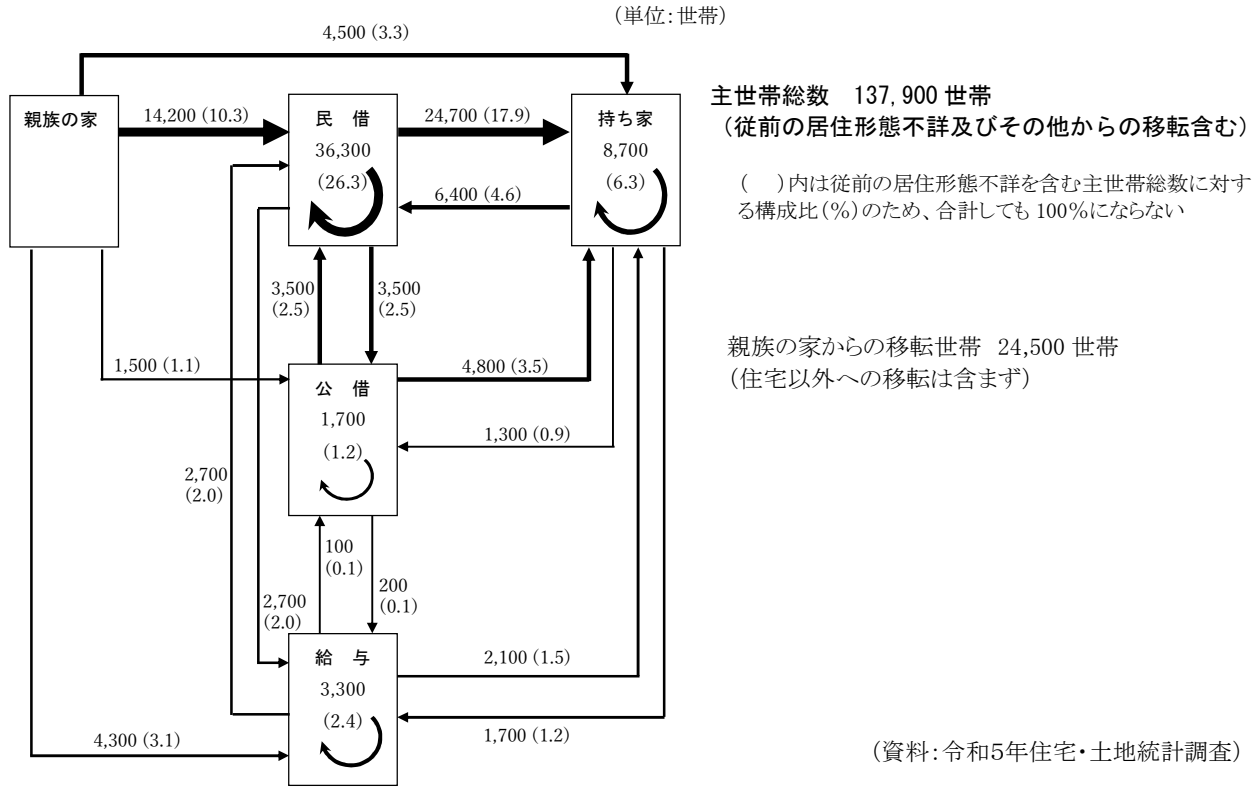 （単位：世帯）
4,500 (3.3)
親族の家
14,200 (10.3)
民　借
36,300
(26.3)
24,700 (17.9)
持ち家
8,700
(6.3)
6,400 (4.6)
主世帯総数　137,900 世帯
（従前の居住形態不詳及びその他からの移転含む）
（　）内は従前の居住形態不詳を含む主世帯総数に対す
る構成比（%）のため、合計しても 100%にならない
3,500
(2.5)
3,500
(2.5)
親族の家からの移転世帯　24,500 世帯
（住宅以外への移転は含まず）
1,500 (1.1)
公　借
1,700
(1.2)
4,800 (3.5)
1,300 (0.9)
2,700
(2.0)
100
(0.1)
200
(0.1)
2,700
(2.0)
給　与
3,300
(2.4)
2,100 (1.5)
1,700 (1.2)
4,300 (3.1)
（資料：令和5年住宅・土地統計調査）